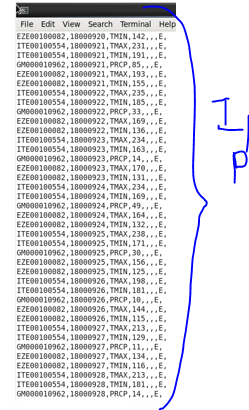 File Edit View Search Terminal Help
EZE00100082,18000920,TMIN,142,,,E,
ITE00100554,18000921,TMAX,231,,,E,
ITE00100554,18000921,TMIN,191,,,E,
GM000010962,18000921,PRCP,85,,,E,
EZE00100082,18000921,TMAX,193,,,E,
EZE00100082,18000921,TMIN,155,,,E,
ITE00100554,18000922,TMAX,235,,,E,
ITE00100554,18000922,TMIN,185,,,E,
GM000010962,18000922,PRCP,33,,,E,
EZE00100082,18000922,TMAX,169,,,E,
EZE00100082,18000922,TMIN,136,,,E,
ITE00100554,18000923,TMAX,234,,,E,
ITE00100554,18000923,TMIN,163,,,E,
GM000010962,18000923,PRCP,14,,,E,
EZE00100082,18000923,TMAX,170,,,E,
EZE00100082,18000923,TMIN,131,,,E,
ITE00100554,18000924,TMAX,234,,,E,
ITE00100554,18000924,TMIN,169,,,E,
GM000010962,18000924,PRCP,49,,,E,
EZE00100082,18000924,TMAX,164,,,E,
EZE00100082,18000924,TMIN,132,,,E,
ITE00100554,18000925,TMAX,238,,,E,
ITE00100554,18000925,TMIN,171,,,E,
GM000010962,18000925,PRCP,30,,,E,
EZE00100082,18000925,TMAX,156,,,E,
EZE00100082,18000925,TMIN,125,,,E,
ITE00100554,18000926,TMAX,198,,,E,
ITE00100554,18000926,TMIN,181,,,E,
GM000010962,18000926,PRCP,10,,,E,
EZE00100082,18000926,TMAX,144,,,E,
EZE00100082,18000926,TMIN,115,,,E,
ITE00100554,18000927,TMAX,213,,,E,
ITE00100554,18000927,TMIN,129,,,E,
GM000010962,18000927,PRCP,11,,,E,
EZE00100082,18000927,TMAX,134,,,E,
EZE00100082,18000927,TMIN,116,,,E,
ITE00100554,18000928,TMAX,213,,,E,
ITE00100554,18000928,TMIN,181,,,E,
GM000010962,18000928,PRCP,14,,,E,